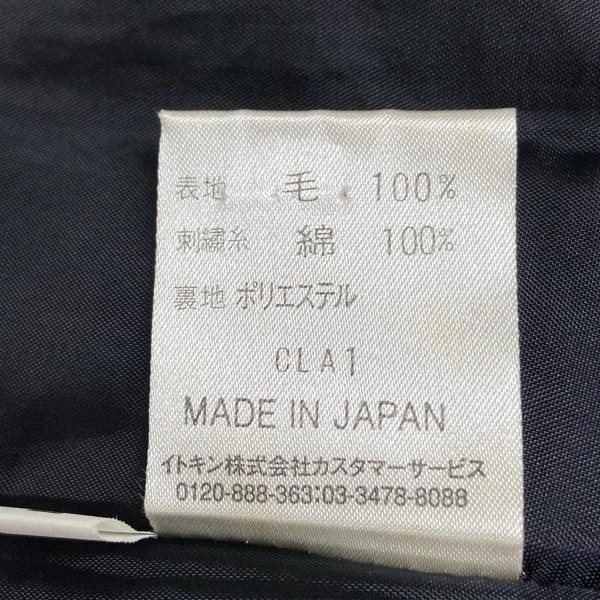 表地 毛 100%
刺繍糸 綿 100%
裏地 ポリエステル
CLA1
MADE IN JAPAN
イトキン株式会社カスタマーサービス
0120-888-363:03-3478-8088